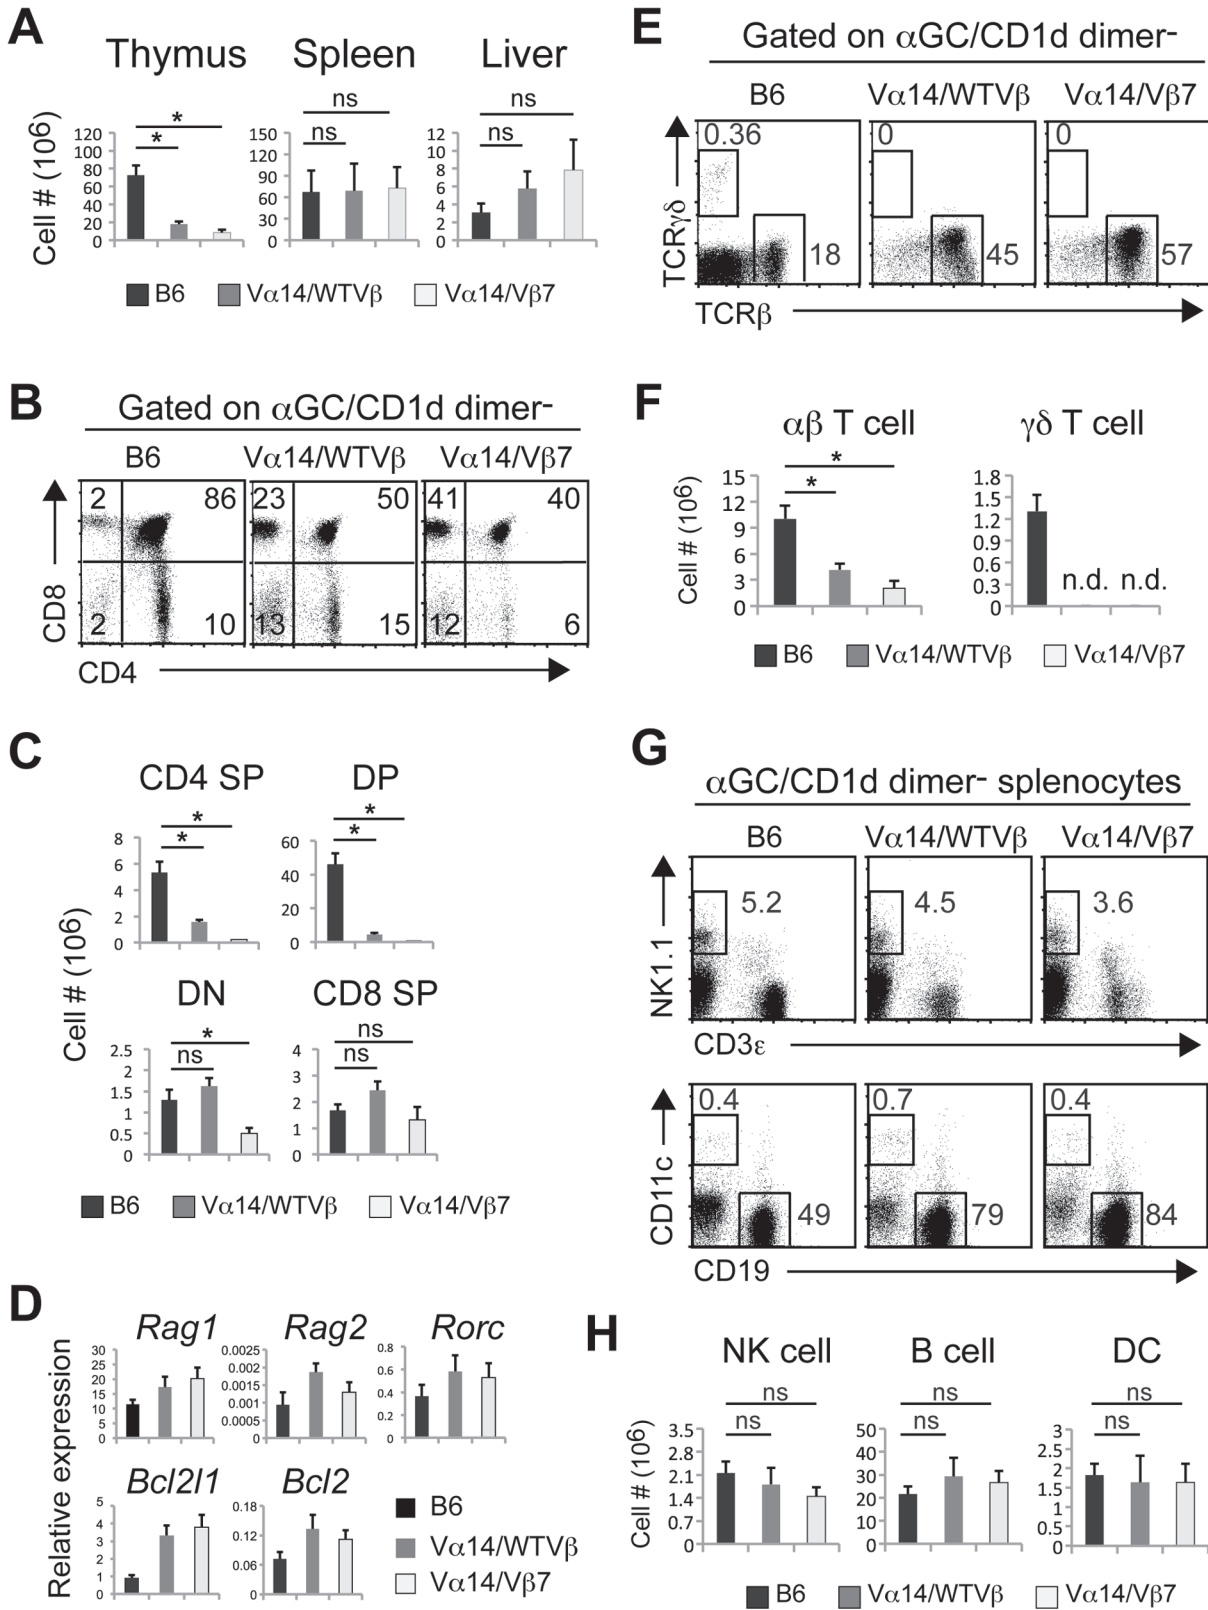 A
Thymus Spleen Liver
Cell # (10⁶)
* *
120 100 80 60 40 20 0
ns ns
150 120 90 60 30 0
ns ns
12 10 8 6 4 2 0
B6 Vα14/WTVβ Vα14/Vβ7
B
Gated on αGC/CD1d dimer-
B6 Vα14/WTVβ Vα14/Vβ7
CD8
2 86 23 50 41 40
2 10 13 15 12 6
CD4
C
CD4 SP DP
Cell # (10⁶)
* *
8 6 4 2 0
* *
60 40 20 0
DN CD8 SP
* ns
2.5 2 1.5 1 0.5 0
ns ns
4 3 2 1 0
B6 Vα14/WTVβ Vα14/Vβ7
D
Relative expression
Rag1 Rag2 Rorc
30 25 20 15 10 5 0
0.0025 0.002 0.0015 0.001 0.0005 0
0.8 0.6 0.4 0.2 0
Bcl2l1 Bcl2
5 4 3 2 1 0
0.18 0.12 0.06 0
B6
Vα14/WTVβ
Vα14/Vβ7
E
Gated on αGC/CD1d dimer-
B6 Vα14/WTVβ Vα14/Vβ7
TCRγδ
0.36 0 0
18 45 57
TCRβ
F
αβ T cell γδ T cell
Cell # (10⁶)
* *
15 12 9 6 3 0
1.8 1.5 1.2 0.9 0.6 0.3 0
n.d. n.d.
B6 Vα14/WTVβ Vα14/Vβ7
G
αGC/CD1d dimer- splenocytes
B6 Vα14/WTVβ Vα14/Vβ7
NK1.1
5.2 4.5 3.6
CD3ε
CD11c
0.4 0.7 0.4
49 79 84
CD19
H
NK cell B cell DC
Cell # (10⁶)
ns ns
3.5 2.8 2.1 1.4 0.7 0
ns ns
50 40 30 20 10 0
ns ns
3 2.5 2 1.5 1 0.5 0
B6 Vα14/WTVβ Vα14/Vβ7